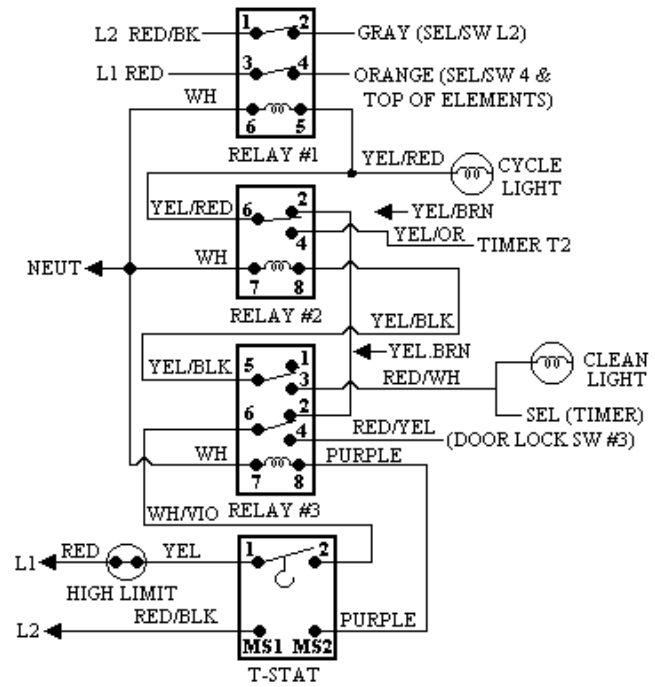 1 2
L2 RED/BK GRAY (SEL/SW L2)
3 4
L1 RED ORANGE (SEL/SW 4 &
TOP OF ELEMENTS)
WH
6 5
RELAY #1
YEL/RED CYCLE
LIGHT
YEL/RED 6 2 YEL/BRN
4 YEL/OR TIMER T2
NEUT WH
7 8
RELAY #2
YEL/BLK
YEL/BLK 5 1 YEL.BRN CLEAN
3 RED/WH LIGHT
6 2 SEL (TIMER)
4 RED/YEL (DOOR LOCK SW #3)
WH PURPLE
7 8
WH/VIO RELAY #3
L1 RED YEL 1 2
HIGH LIMIT
RED/BLK PURPLE
L2
MS1 MS2
T-STAT